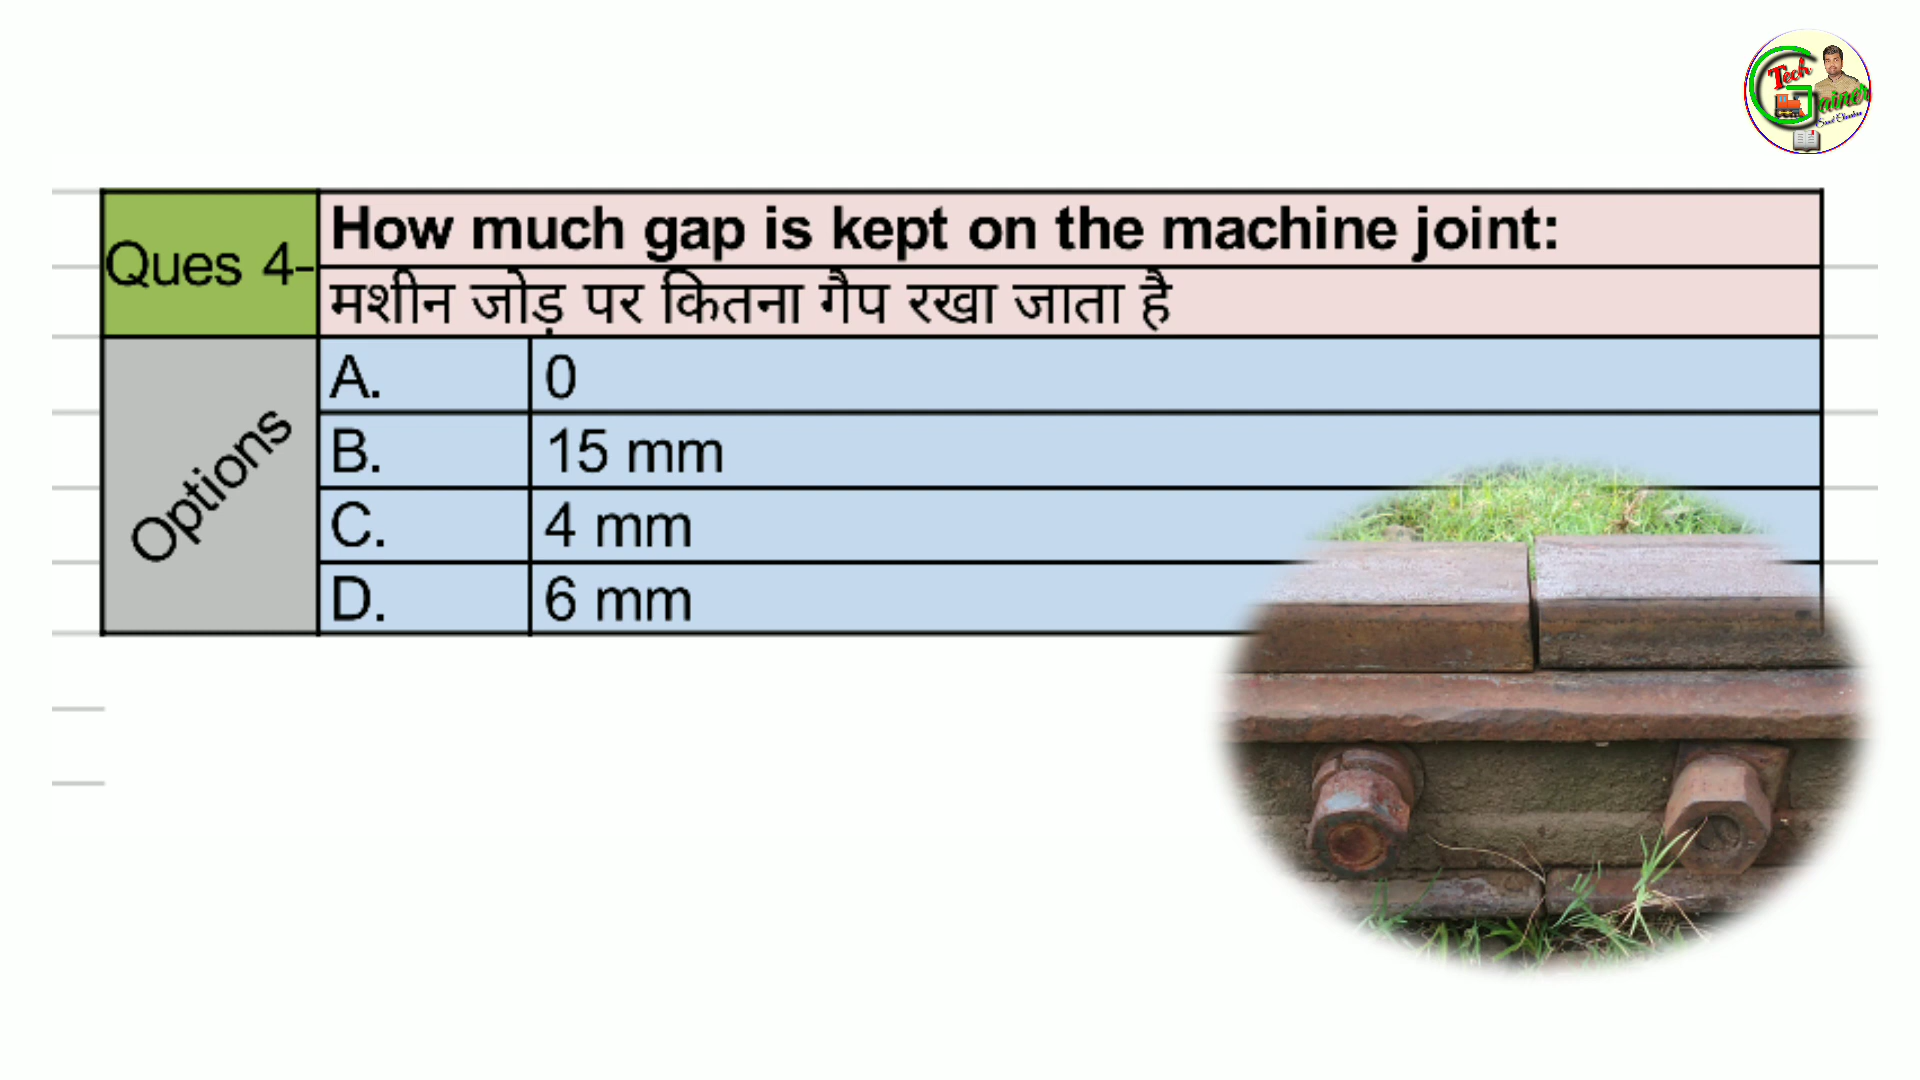 Tech
Gainer
Ques 4-
How much gap is kept on the machine joint:
मशीन जोड़ पर कितना गैप रखा जाता है
Options
A. 0
B. 15 mm
C. 4 mm
D. 6 mm